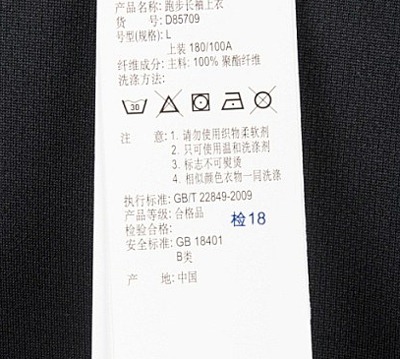 产品名称: 跑步长袖上衣
货 号: D85709
号型(规格): L
上装 180/100A
纤维成分: 主料: 100% 聚酯纤维
洗涤方法:
30
注 意: 1. 请勿使用织物柔软剂
2. 只可使用温和洗涤剂
3. 标志不可熨烫
4. 相似颜色衣物一同洗涤
执行标准: GB/T 22849-2009
产品等级: 合格品
检验合格: 检18
安全标准: GB 18401
B类
产 地: 中国